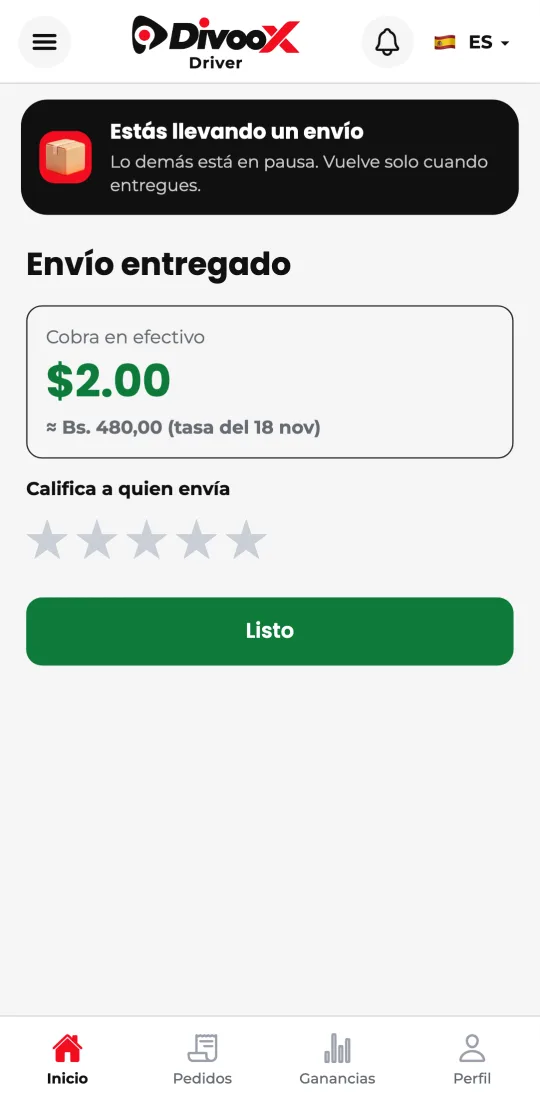 DivooX
Driver
ES
Estás llevando un envío
Lo demás está en pausa. Vuelve solo cuando
entregues.
Envío entregado
Cobra en efectivo
$2.00
≈ Bs. 480,00 (tasa del 18 nov)
Califica a quien envía
Listo
Inicio
Pedidos
Ganancias
Perfil